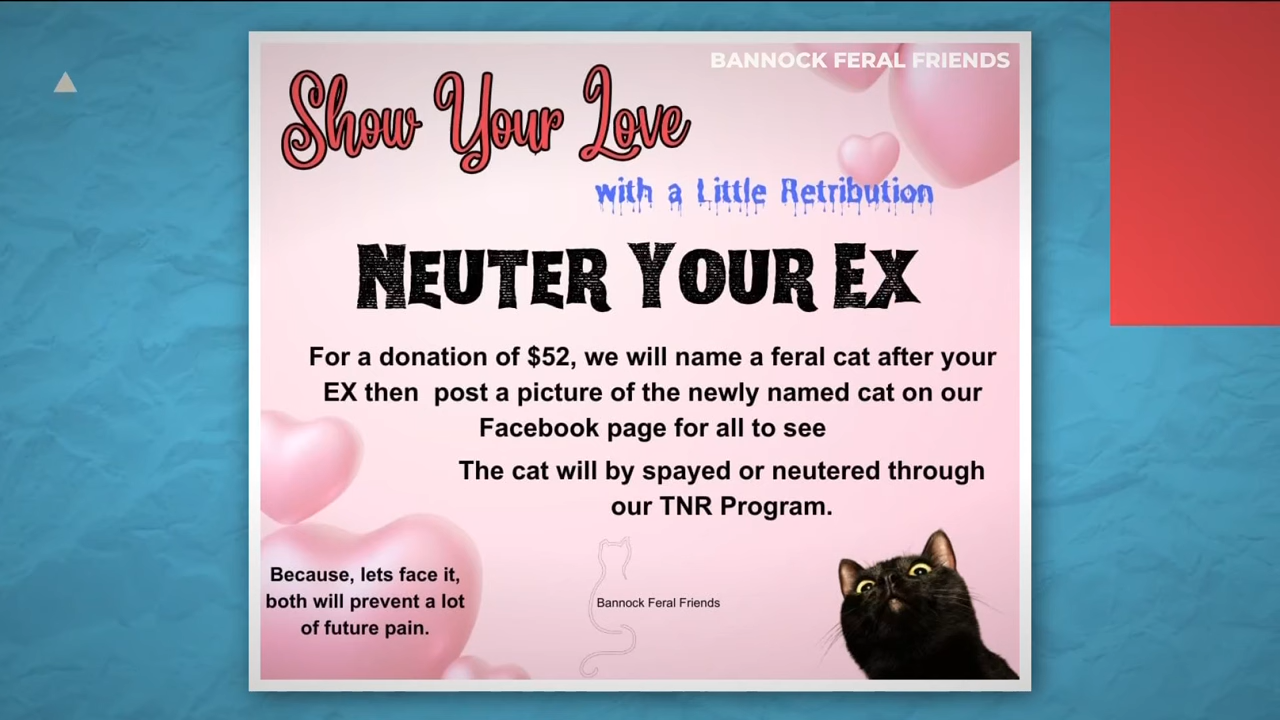 BANNOCK FERAL FRIENDS
Show Your Love
with a Little Retribution
NEUTER YOUR EX
For a donation of $52, we will name a feral cat after your
EX then  post a picture of the newly named cat on our
Facebook page for all to see
The cat will by spayed or neutered through
our TNR Program.
Because, lets face it,
both will prevent a lot
of future pain.
Bannock Feral Friends